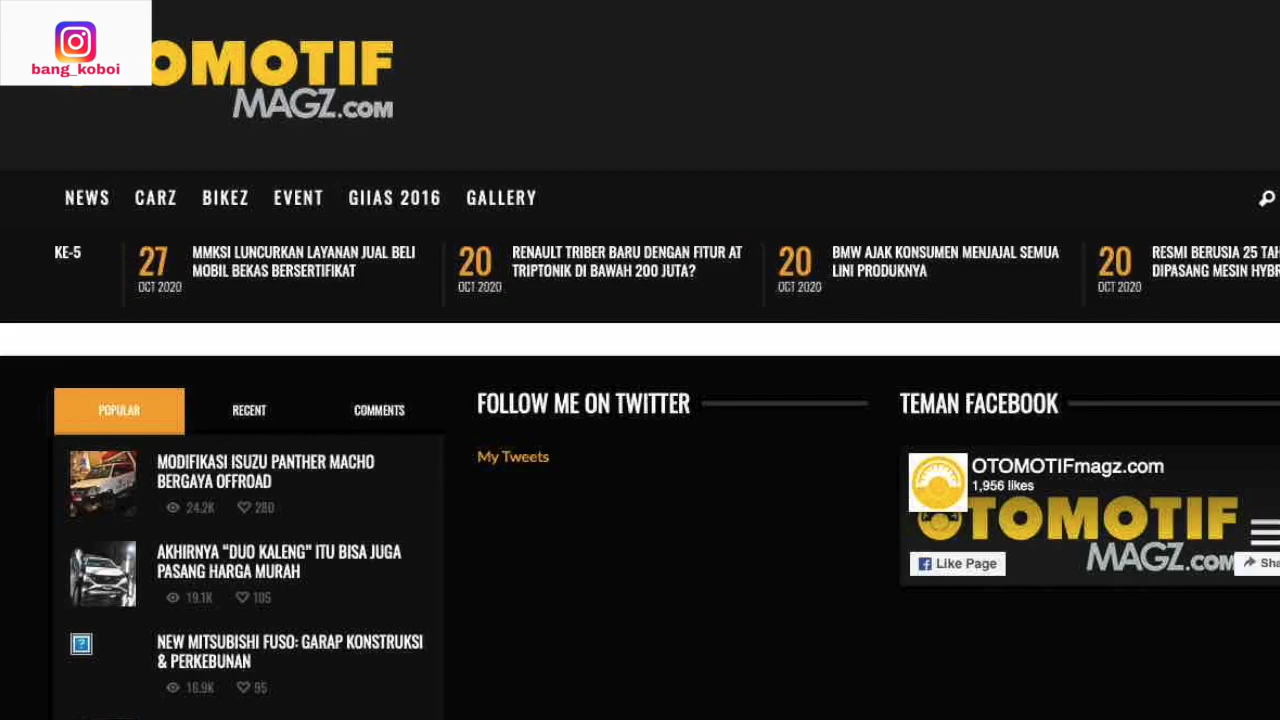 bang_koboi
OTOMOTIF
MAGZ.COM
NEWS CARZ BIKEZ EVENT GIIAS 2016 GALLERY
KE-5
27
OCT 2020
MMKSI LUNCURKAN LAYANAN JUAL BELI
MOBIL BEKAS BERSERTIFIKAT
20
OCT 2020
RENAULT TRIBER BARU DENGAN FITUR AT
TRIPTONIK DI BAWAH 200 JUTA?
20
OCT 2020
BMW AJAK KONSUMEN MENJAJAL SEMUA
LINI PRODUKNYA
20
OCT 2020
RESMI BERUSIA 25 TAH
DIPASANG MESIN HYBR
POPULAR RECENT COMMENTS
MODIFIKASI ISUZU PANTHER MACHO
BERGAYA OFFROAD
24.2K 280
AKHIRNYA “DUO KALENG” ITU BISA JUGA
PASANG HARGA MURAH
19.1K 105
NEW MITSUBISHI FUSO: GARAP KONSTRUKSI
& PERKEBUNAN
16.9K 95
FOLLOW ME ON TWITTER
My Tweets
TEMAN FACEBOOK
OTOMOTIFmagz.com
1,956 likes
OTOMOTIF
MAGZ.COM
Like Page
Sha